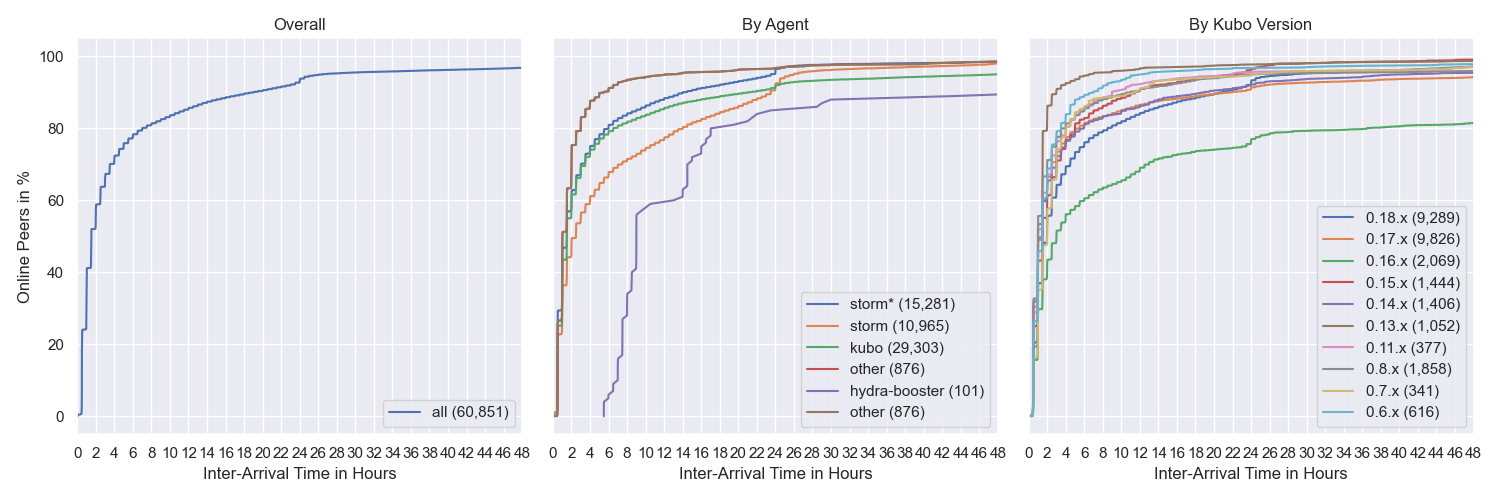 Overall
By Agent
By Kubo Version
Online Peers in %
100
80
60
40
20
0
all (60,851)
storm* (15,281)
storm (10,965)
kubo (29,303)
other (876)
hydra-booster (101)
other (876)
0.18.x (9,289)
0.17.x (9,826)
0.16.x (2,069)
0.15.x (1,444)
0.14.x (1,406)
0.13.x (1,052)
0.11.x (377)
0.8.x (1,858)
0.7.x (341)
0.6.x (616)
0 2 4 6 8 10 12 14 16 18 20 22 24 26 28 30 32 34 36 38 40 42 44 46 48
0 2 4 6 8 10 12 14 16 18 20 22 24 26 28 30 32 34 36 38 40 42 44 46 48
0 2 4 6 8 10 12 14 16 18 20 22 24 26 28 30 32 34 36 38 40 42 44 46 48
Inter-Arrival Time in Hours
Inter-Arrival Time in Hours
Inter-Arrival Time in Hours